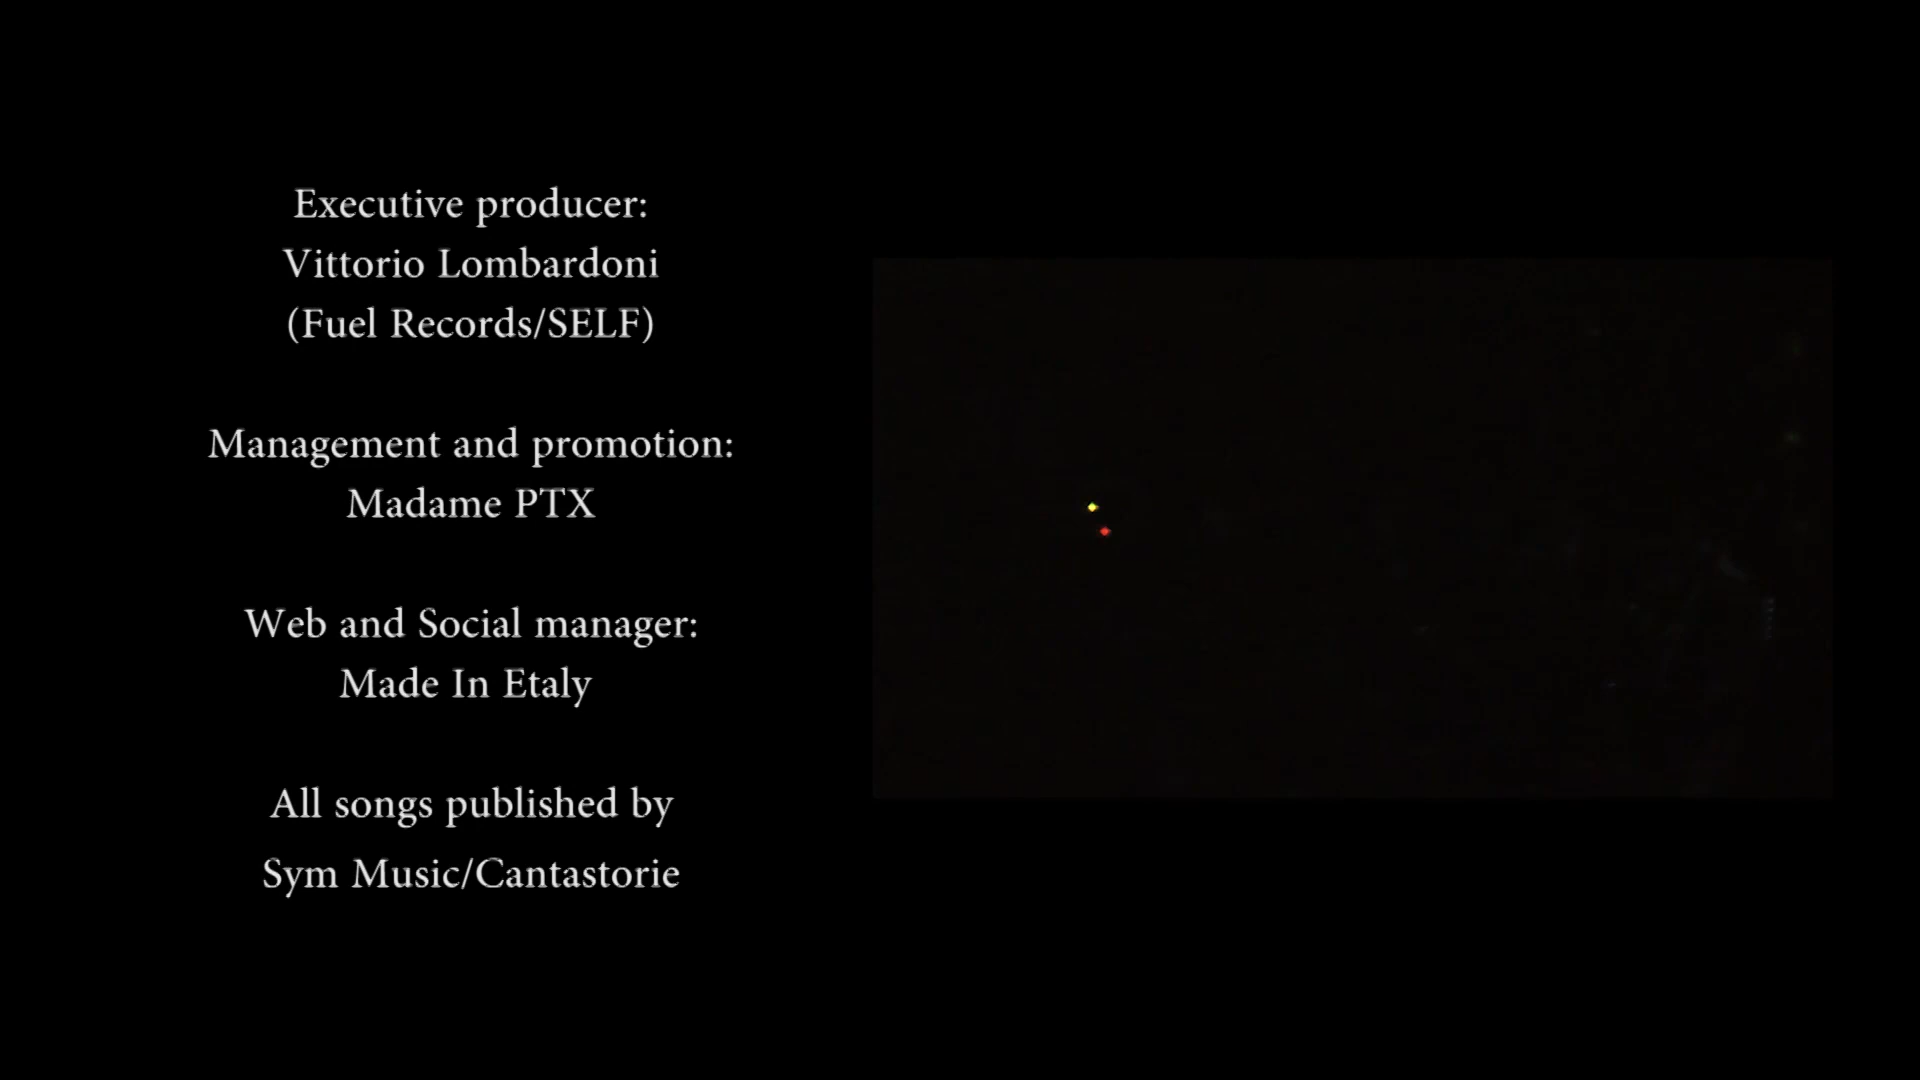 Executive producer:
Vittorio Lombardoni
(Fuel Records/SELF)
Management and promotion:
Madame PTX
Web and Social manager:
Made In Etaly
All songs published by
Sym Music/Cantastorie